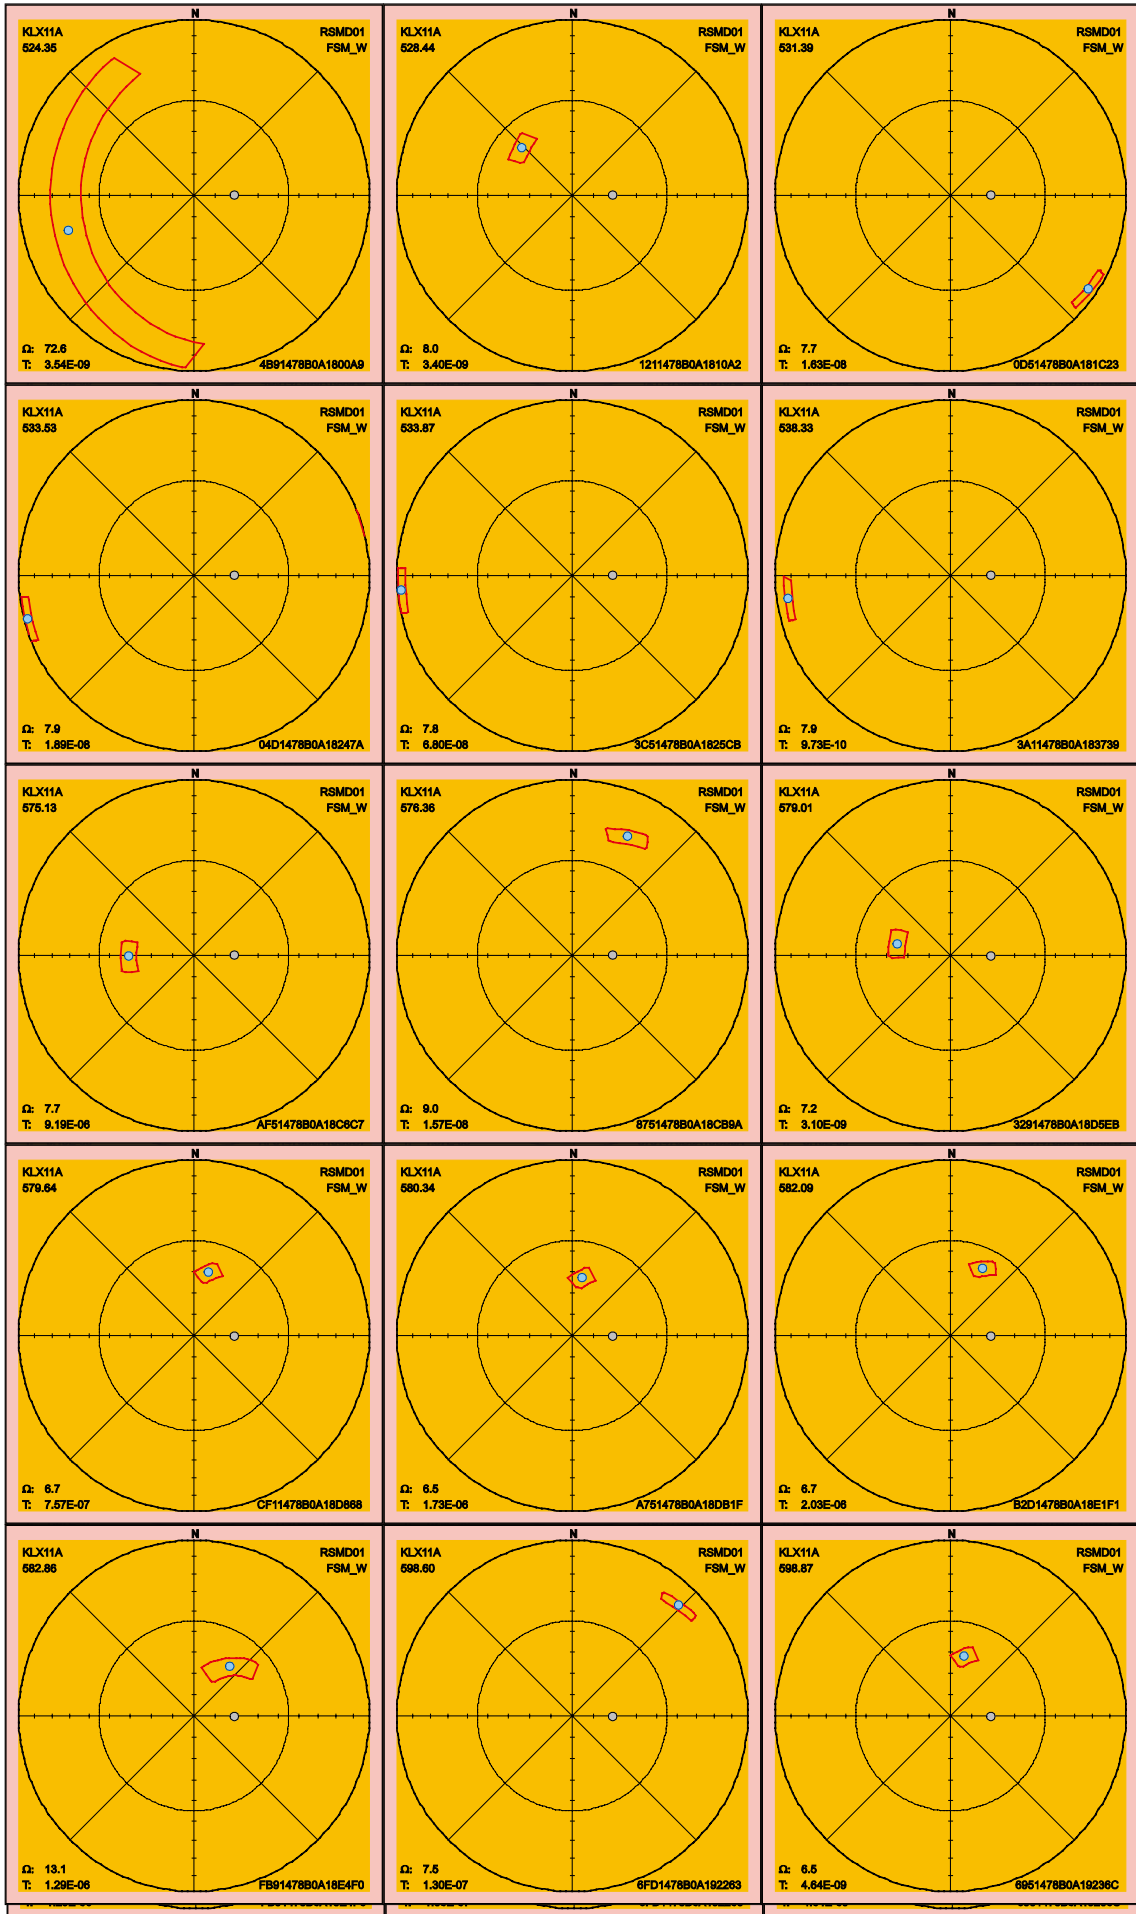 N
KLX11A RSMD01
524.35 FSM_W
Ω: 72.6
T: 3.54E-09 4B91478B0A1800A9
N
KLX11A RSMD01
528.44 FSM_W
Ω: 8.0
T: 3.40E-09 1211478B0A1810A2
N
KLX11A RSMD01
531.39 FSM_W
Ω: 7.7
T: 1.63E-08 0D51478B0A181C23
N
KLX11A RSMD01
533.53 FSM_W
Ω: 7.9
T: 1.89E-08 04D1478B0A18247A
N
KLX11A RSMD01
533.87 FSM_W
Ω: 7.8
T: 6.80E-08 3C51478B0A1825CB
N
KLX11A RSMD01
538.33 FSM_W
Ω: 7.9
T: 9.73E-10 3A11478B0A183739
N
KLX11A RSMD01
575.13 FSM_W
Ω: 7.7
T: 9.19E-06 AF51478B0A18C6C7
N
KLX11A RSMD01
576.36 FSM_W
Ω: 9.0
T: 1.57E-08 8751478B0A18CB9A
N
KLX11A RSMD01
579.01 FSM_W
Ω: 7.2
T: 3.10E-09 3291478B0A18D5EB
N
KLX11A RSMD01
579.64 FSM_W
Ω: 6.7
T: 7.57E-07 CF11478B0A18D868
N
KLX11A RSMD01
580.34 FSM_W
Ω: 6.5
T: 1.73E-06 A751478B0A18DB1F
N
KLX11A RSMD01
582.09 FSM_W
Ω: 6.7
T: 2.03E-06 B2D1478B0A18E1F1
N
KLX11A RSMD01
582.86 FSM_W
Ω: 13.1
T: 1.29E-06 FB91478B0A18E4F0
N
KLX11A RSMD01
598.60 FSM_W
Ω: 7.5
T: 1.30E-07 6FD1478B0A192263
N
KLX11A RSMD01
598.87 FSM_W
Ω: 6.5
T: 4.64E-09 6951478B0A19236C